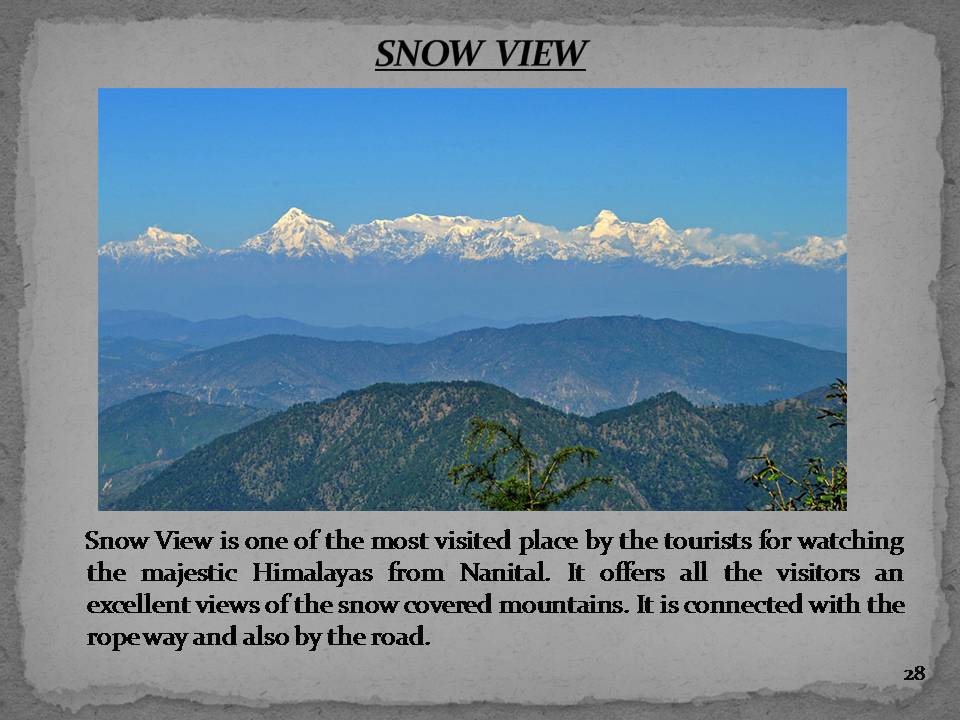 SNOW VIEW
Snow View is one of the most visited place by the tourists for watching
the majestic Himalayas from Nanital. It offers all the visitors an
excellent views of the snow covered mountains. It is connected with the
ropeway and also by the road.
28